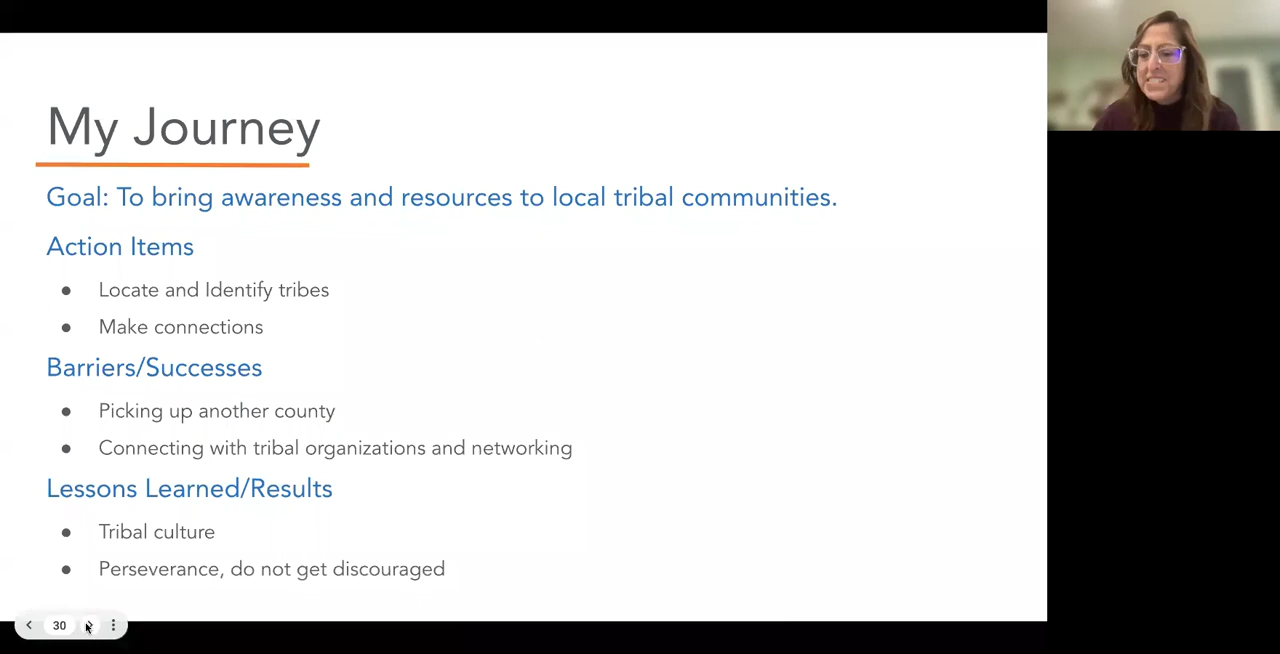 My Journey
Goal: To bring awareness and resources to local tribal communities.
Action Items
● Locate and Identify tribes
● Make connections
Barriers/Successes
● Picking up another county
● Connecting with tribal organizations and networking
Lessons Learned/Results
● Tribal culture
● Perseverance, do not get discouraged
30